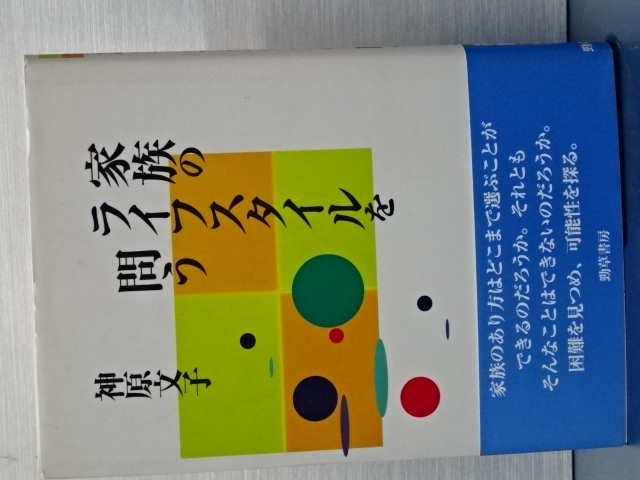 家族の
ライフスタイルを
問う
神原文子
家族のあり方はどこまで選ぶことが
できるのだろうか。それとも
そんなことはできないのだろうか。
困難を見つめ、可能性を探る。
勁草書房